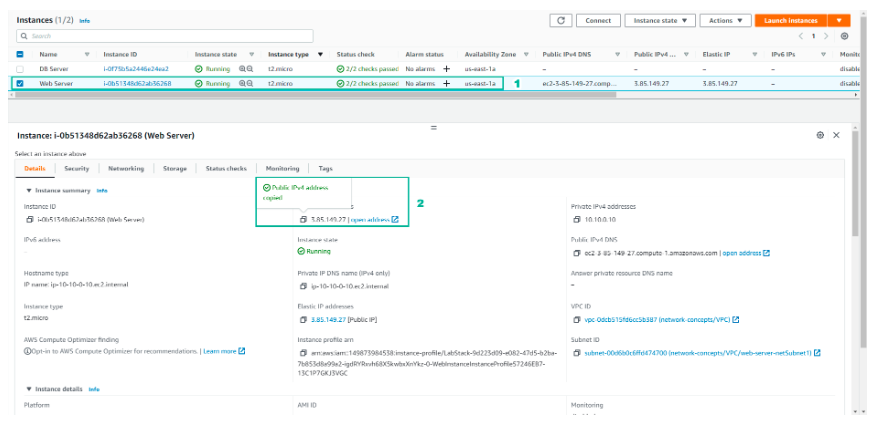 Instances (1/2) Info
Connect
Instance state ▼
Actions ▼
Launch instances ▼
Search
< 1 >
Name Instance ID Instance state Instance type ▼ Status check Alarm status Availability Zone Public IPv4 DNS Public IPv4 ... Elastic IP IPv6 IPs Monito
DB Server i-0f73b5a2446e24ea2 Running t2.micro 2/2 checks passed No alarms + us-east-1a – – – – disable
Web Server i-0b51348d62ab36268 Running t2.micro 2/2 checks passed No alarms + us-east-1a 1 ec2-3-85-149-27.comp... 3.85.149.27 3.85.149.27 – disable
Instance: i-0b51348d62ab36268 (Web Server)
Select an instance above
Details Security Networking Storage Status checks Monitoring Tags
▼ Instance summary Info
Public IPv4 address
copied
2
Instance ID
i-0b51348d62ab36268 (Web Server)
s
3.85.149.27 | open address
Private IPv4 addresses
10.10.0.10
IPv6 address
–
Instance state
Running
Public IPv4 DNS
ec2-3-85-149-27.compute-1.amazonaws.com | open address
Hostname type
IP name: ip-10-10-0-10.ec2.internal
Private IP DNS name (IPv4 only)
ip-10-10-0-10.ec2.internal
Answer private resource DNS name
–
Instance type
t2.micro
Elastic IP addresses
3.85.149.27 [Public IP]
VPC ID
vpc-0dcb515fd6cc5b387 (network-concepts/VPC)
AWS Compute Optimizer finding
Opt-in to AWS Compute Optimizer for recommendations. | Learn more
Instance profile arn
arn:aws:iam::149873984538:instance-profile/LabStack-9d223d09-e082-47d5-b2ba-
Subnet ID
subnet-00d6b0c6ffd474700 (network-concepts/VPC/web-server-netSubnet1)
▼ Instance details Info
Platform
AMI ID
Monitoring